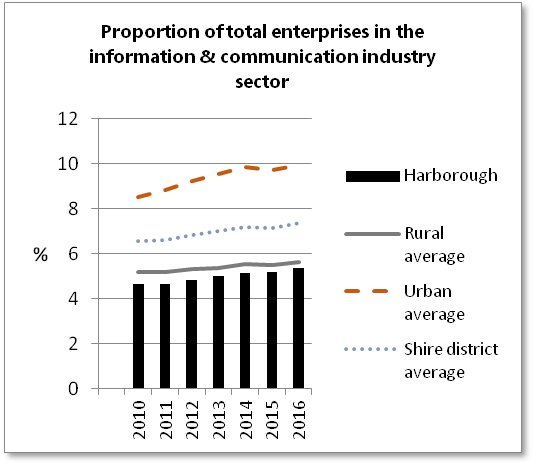 Proportion of total enterprises in the
information & communication industry
sector
12
10
8
6
4
2
0
%
2010
2011
2012
2013
2014
2015
2016
Harborough
Rural
average
Urban
average
Shire district
average